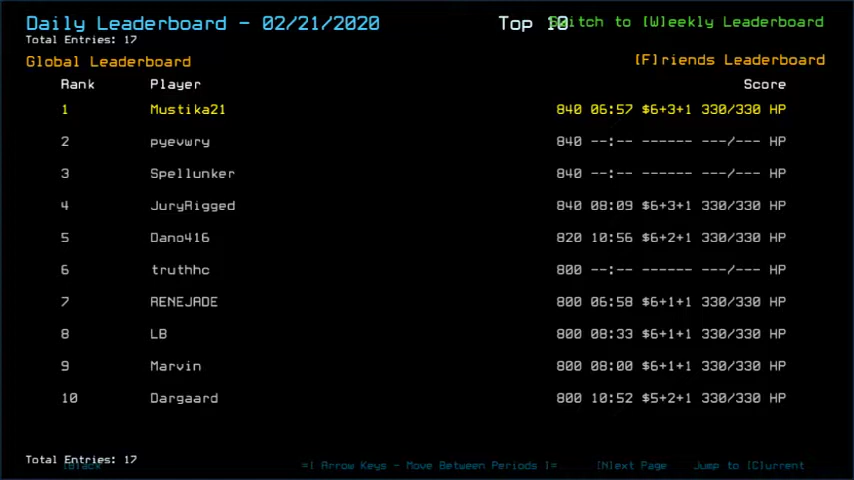 Daily Leaderboard - 02/21/2020 Top 10 Switch to [W]eekly Leaderboard
Total Entries: 17
Global Leaderboard [F]riends Leaderboard
Rank Player Score
1 Mustika21 840 06:57 $6+3+1 330/330 HP
2 pyevwry 840 --:-- ------ ---/--- HP
3 Spellunker 840 --:-- ------ ---/--- HP
4 JuryRigged 840 08:09 $6+3+1 330/330 HP
5 Dano416 820 10:56 $6+2+1 330/330 HP
6 truthhc 800 --:-- ------ ---/--- HP
7 RENEJADE 800 06:58 $6+1+1 330/330 HP
8 LB 800 08:33 $6+1+1 330/330 HP
9 Marvin 800 08:00 $6+1+1 330/330 HP
10 Dargaard 800 10:52 $5+2+1 330/330 HP
Total Entries: 17
=[ Arrow Keys - Move Between Periods ]= [N]ext Page Jump to [C]urrent